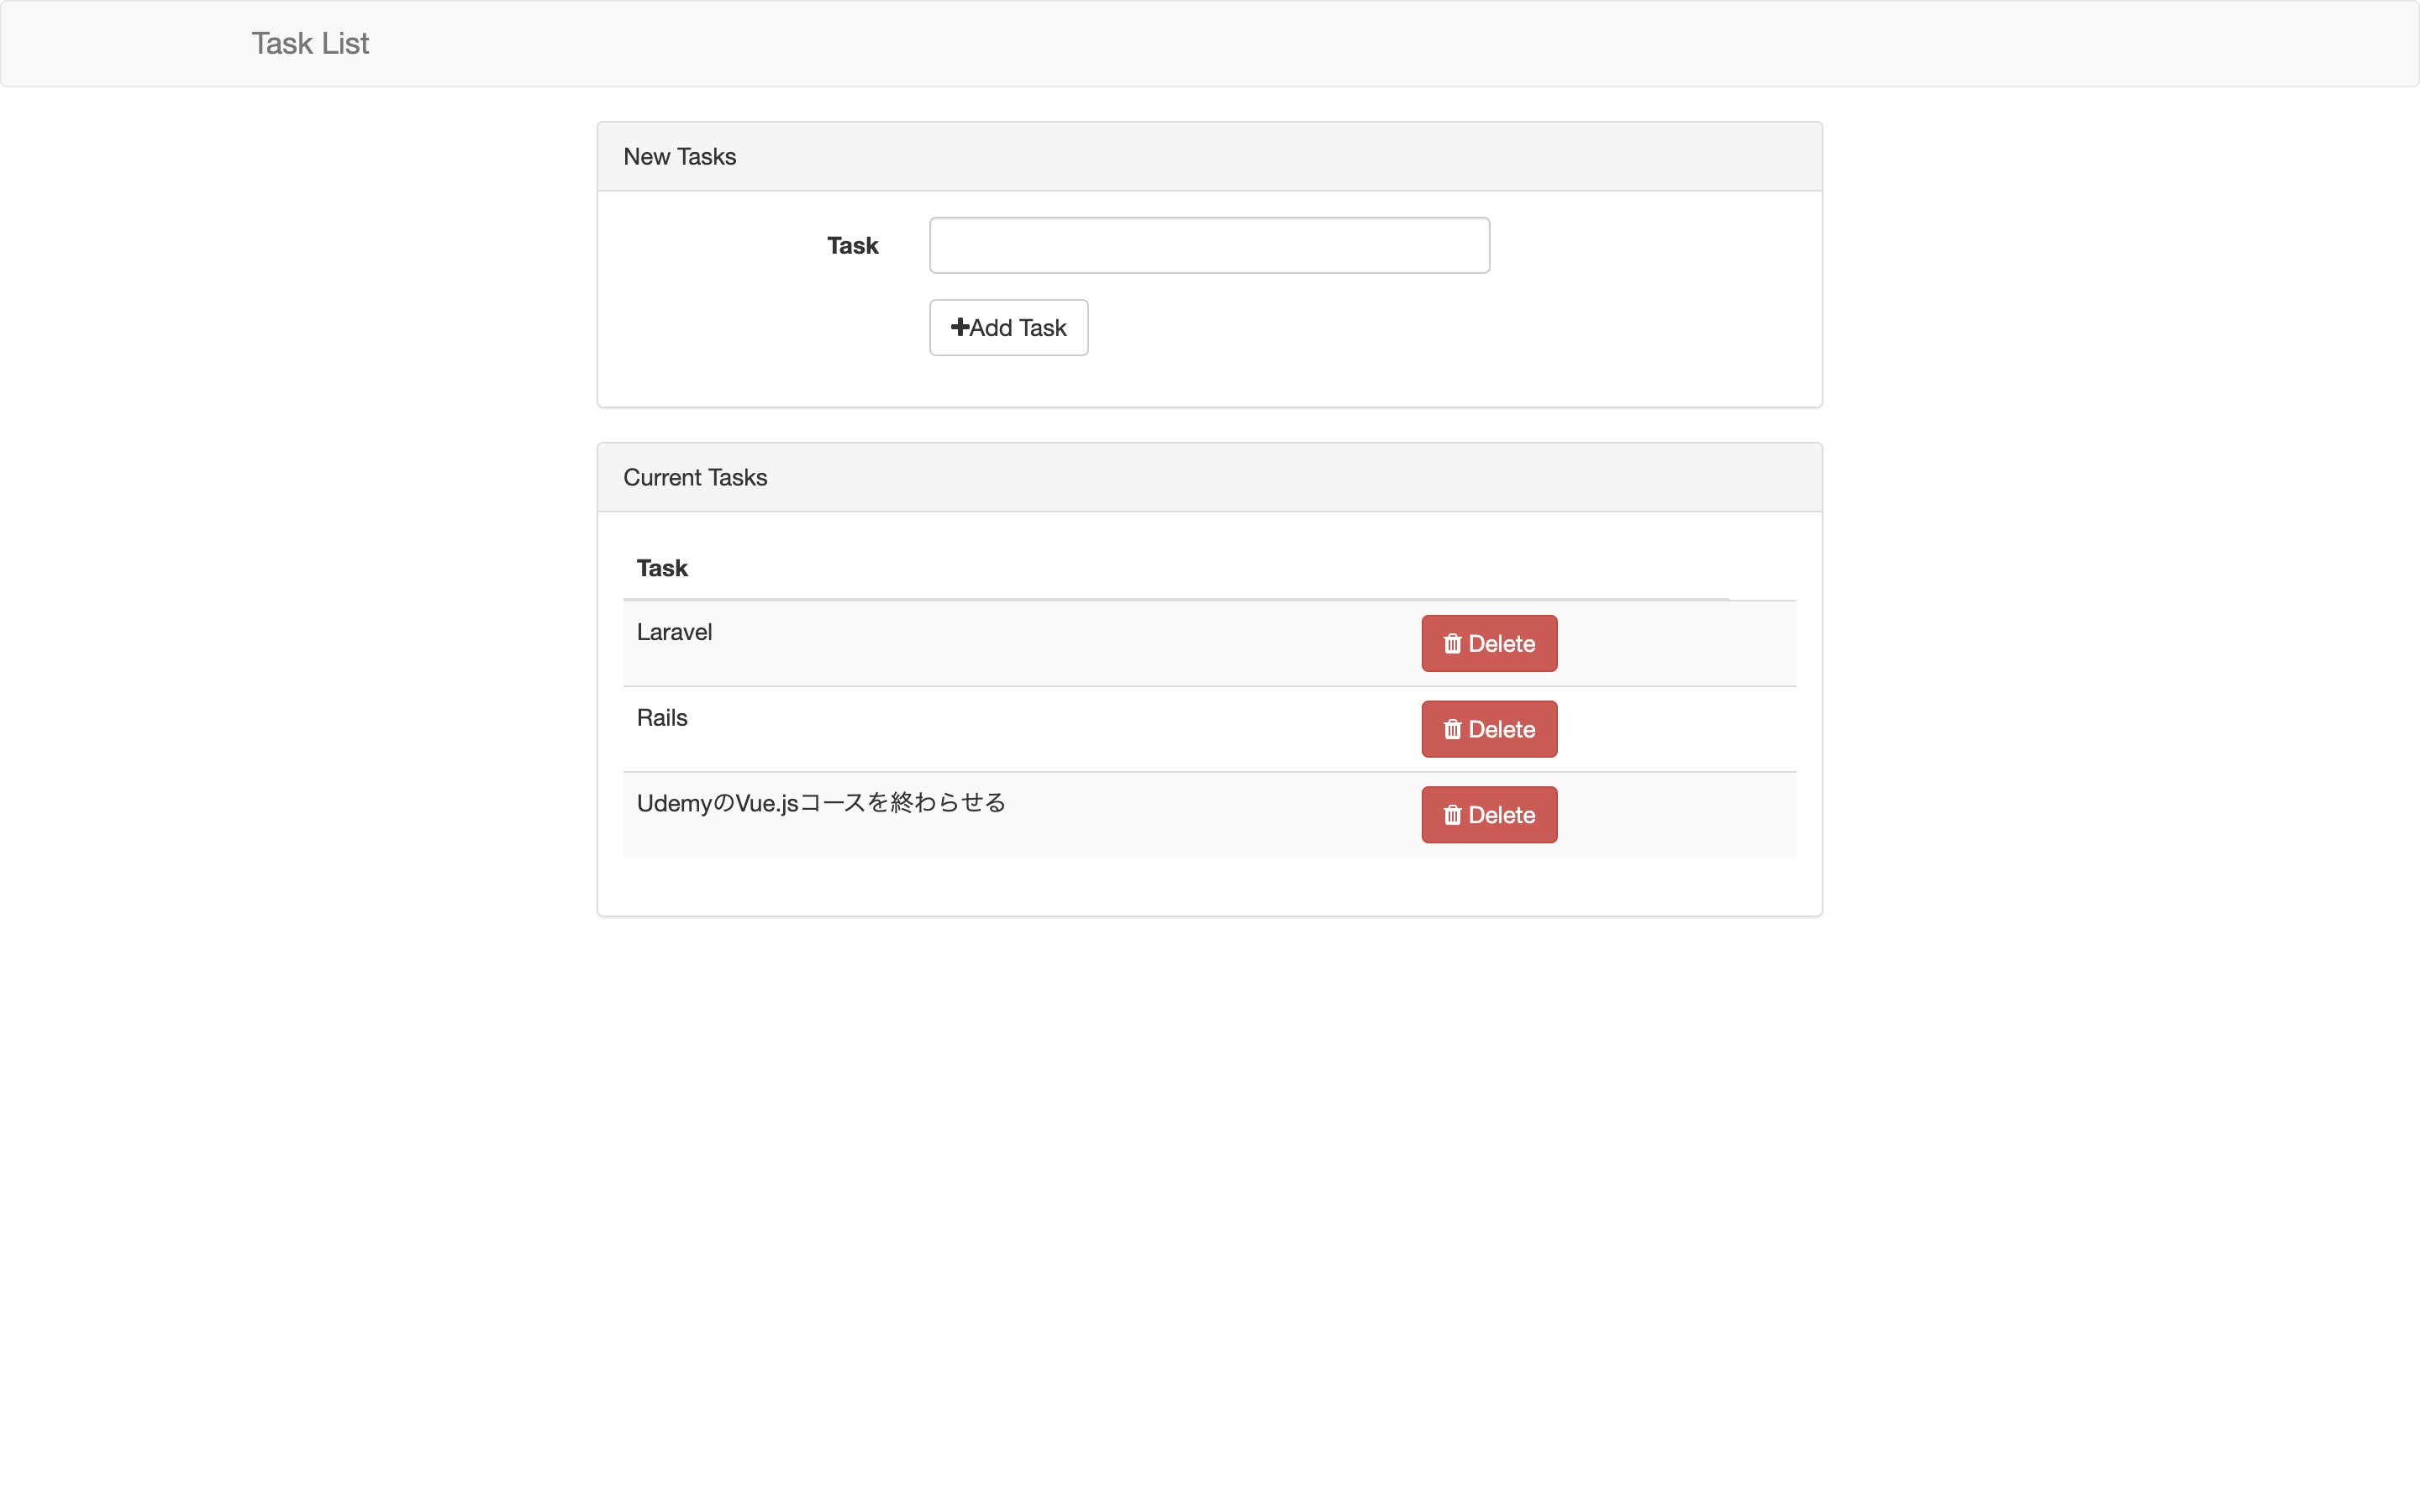 Task List
New Tasks
Task
Add Task
Current Tasks
Task
Laravel Delete
Rails Delete
UdemyのVue.jsコースを終わらせる Delete